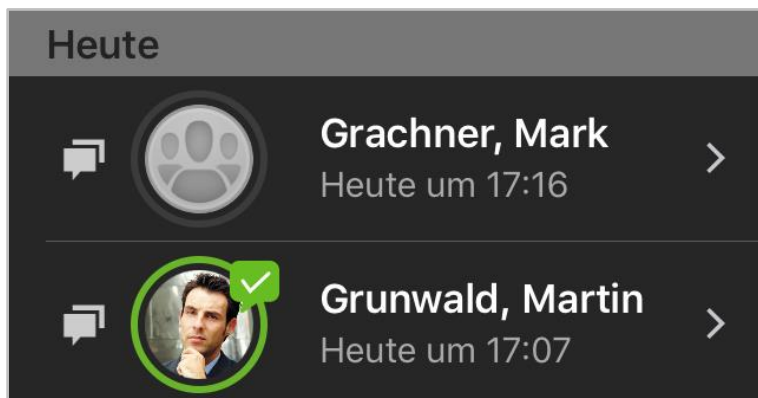 Heute
Grachner, Mark
Heute um 17:16
Grunwald, Martin
Heute um 17:07